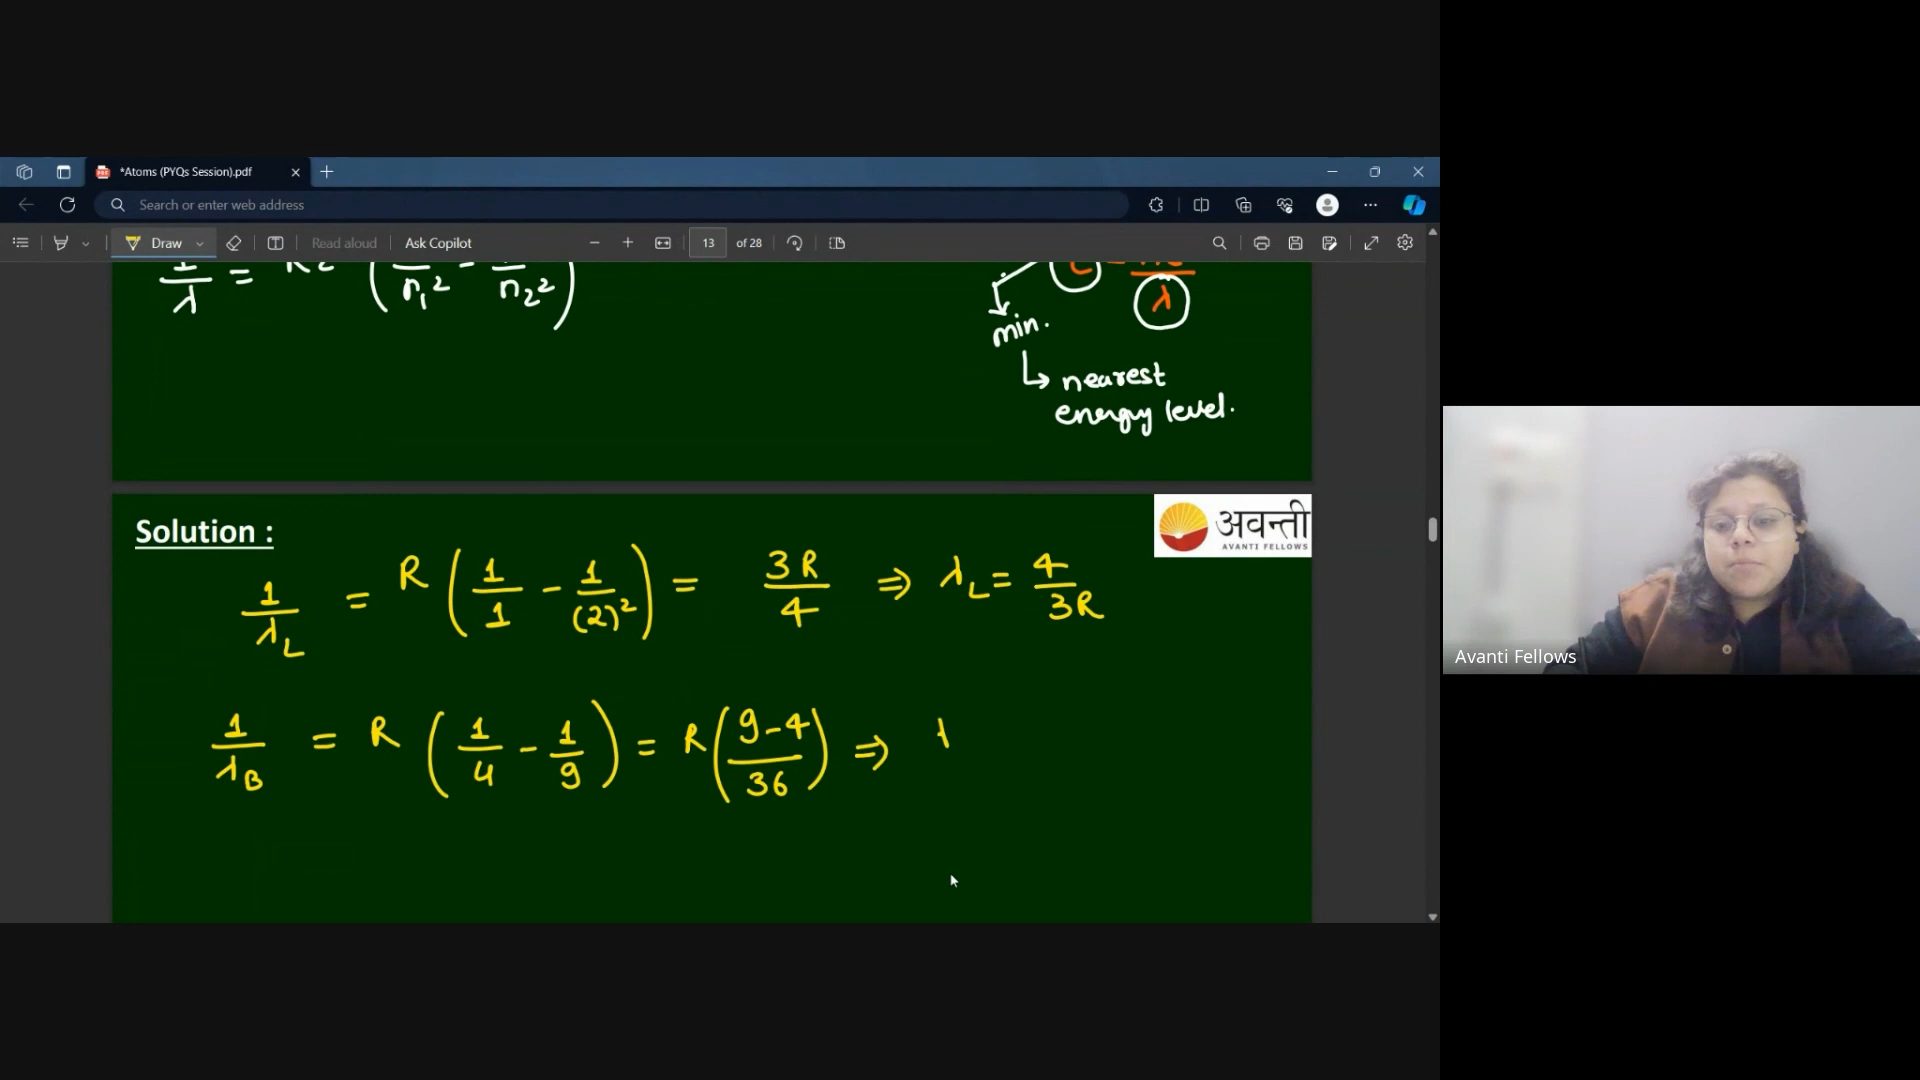 *Atoms (PYQs Session).pdf
Search or enter web address
Draw
Read aloud
Ask Copilot
13 of 28
1/λ = (n₁² - n₂²)
λ
min.
↳ nearest
energy level.
Solution :
अवन्ती
AVANTI FELLOWS
1/λ_L = R (1/1 - 1/(2)²) = 3R/4 ⇒ λ_L = 4/3R
1/λ_B = R (1/4 - 1/9) = R (9-4/36) ⇒
Avanti Fellows